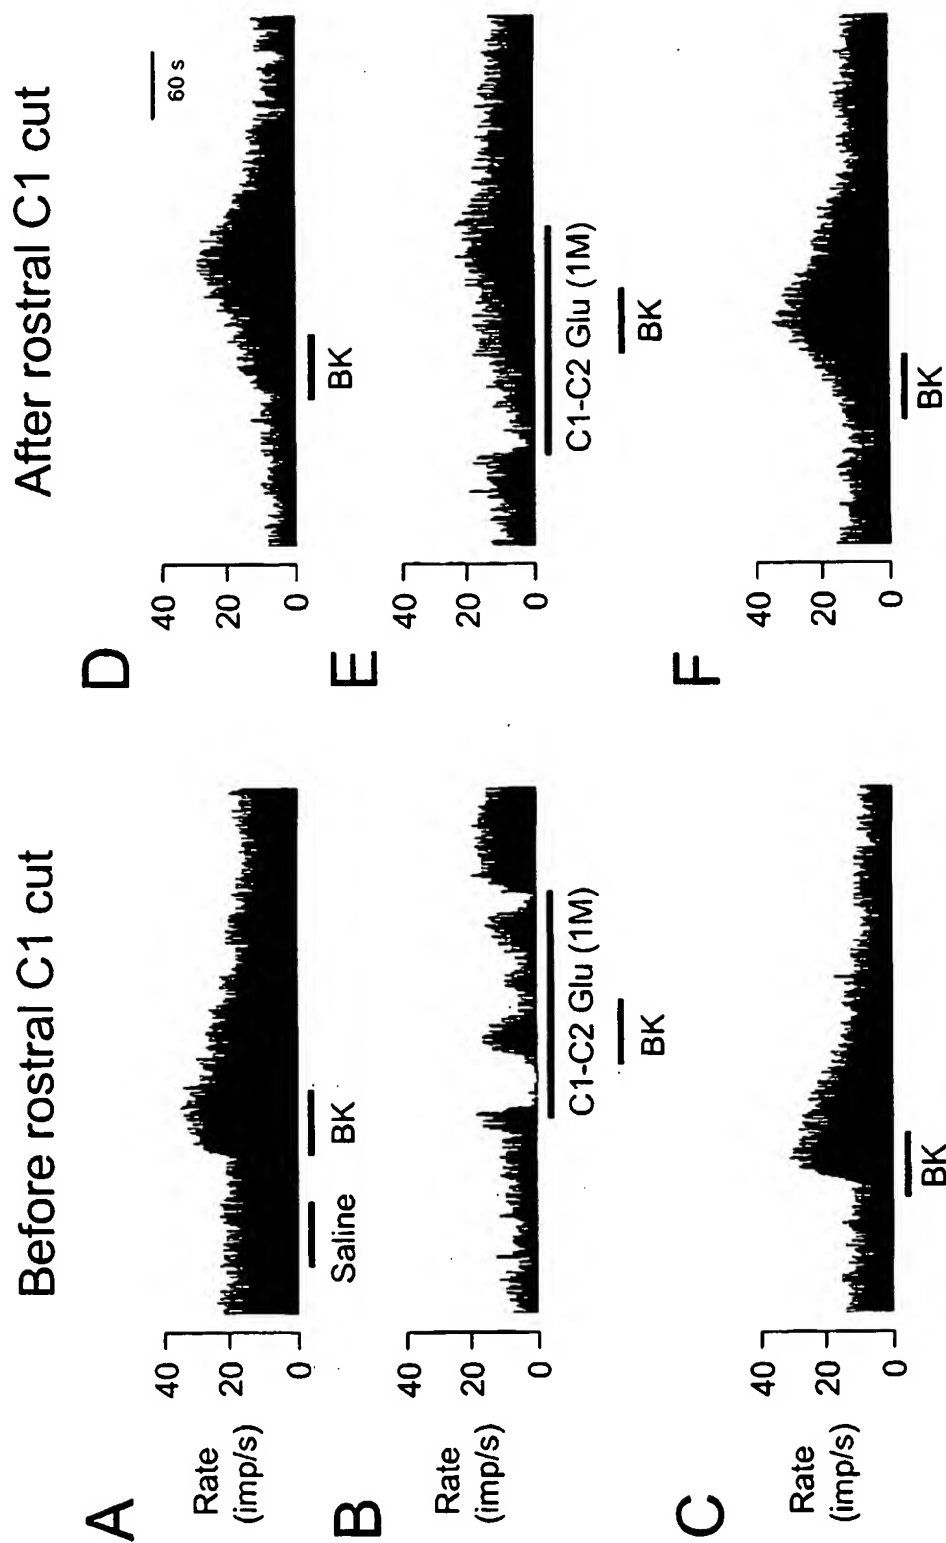 Before rostral C1 cut
After rostral C1 cut
A
Rate
(imp/s)
40
20
0
Saline
BK
D
40
20
0
BK
60 s
B
Rate
(imp/s)
40
20
0
C1-C2 Glu (1M)
BK
E
40
20
0
C1-C2 Glu (1M)
BK
C
Rate
(imp/s)
40
20
0
BK
F
40
20
0
BK